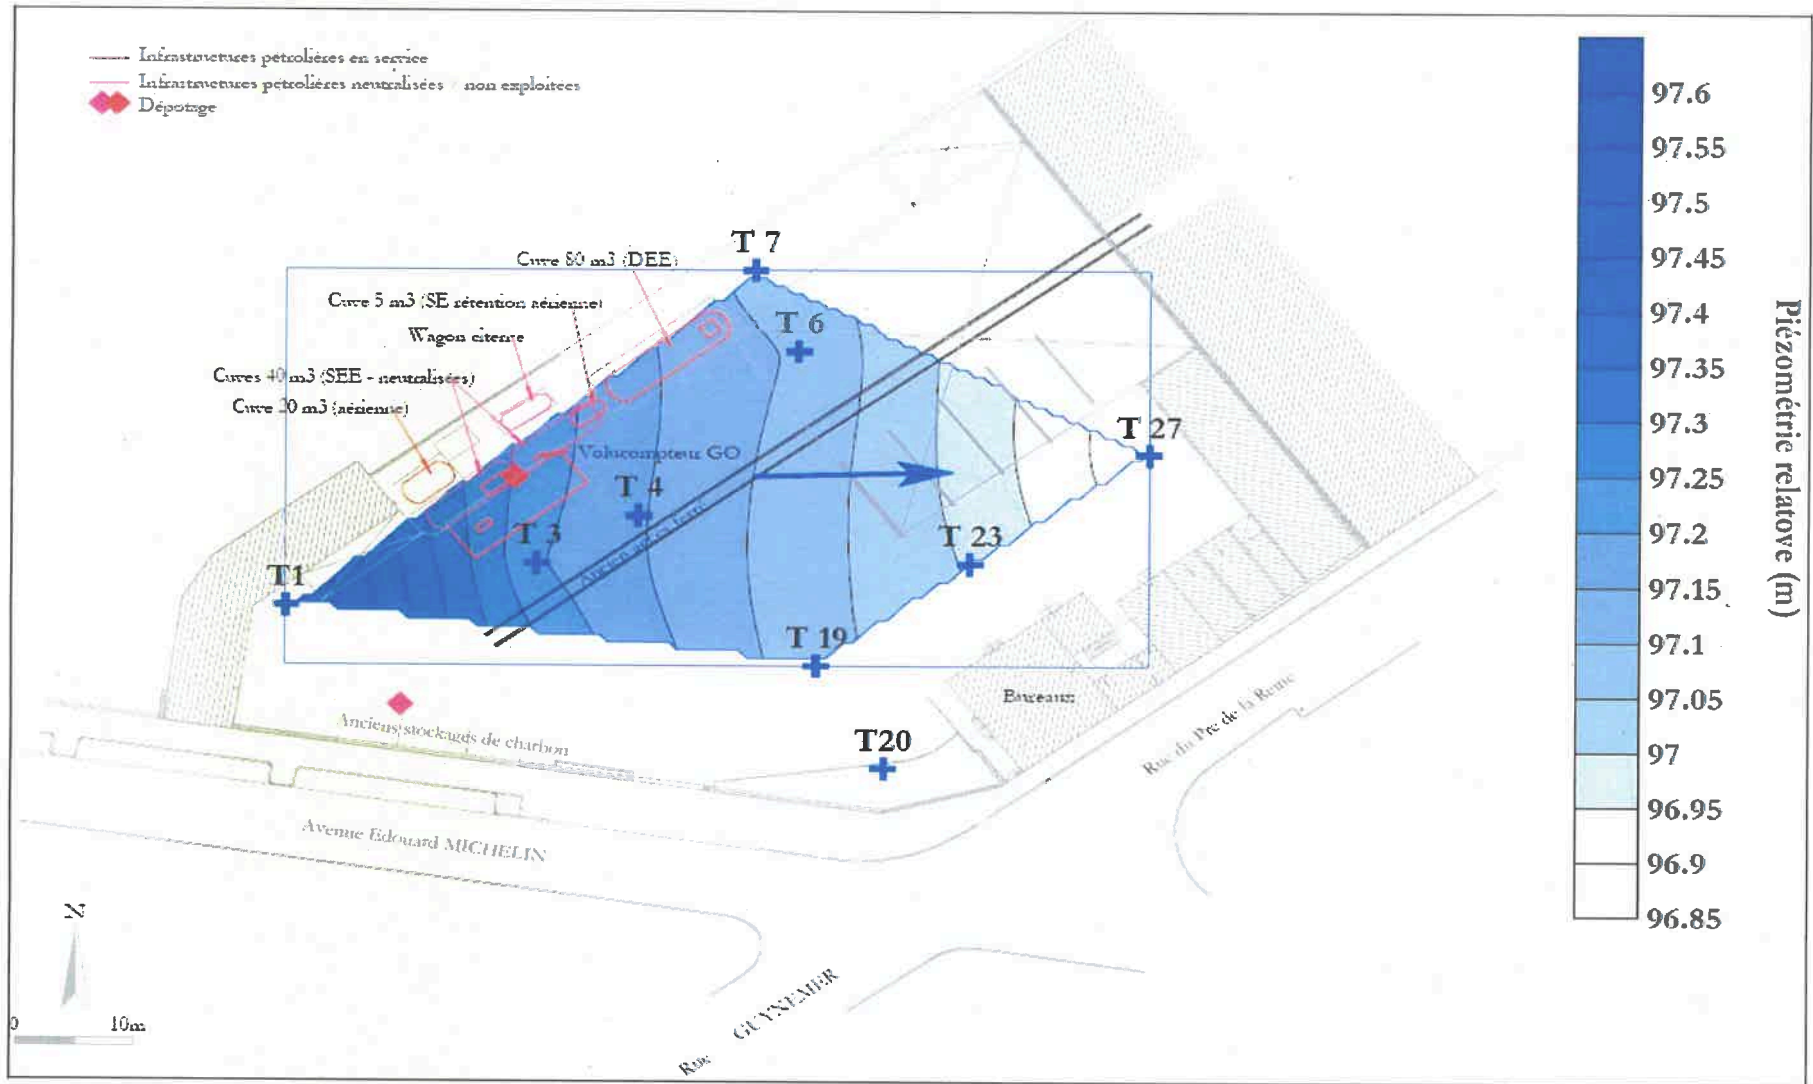 Infrastructures pétrolières en service
Infrastructures pétrolières neutralisées / non exploitées
Dépotage
T 7
Cuve 80 m3 (DEE)
Cuve 5 m3 (SE rétention aérienne)
T 6
Wagon citerne
Cuves 40 m3 (SEE - neutralisées)
Cuve 20 m3 (aérienne)
T 27
Volucompteur GO
T 4
T 3
Ancien accès
T 23
T1
T 19
Bureaux
Anciens stockages de charbon
T20
Rue du Pre de la Reine
Avenue Edouard MICHELIN
Rue GUYNEMER
N
0 10m
97.6
97.55
97.5
97.45
97.4
97.35
97.3
97.25
97.2
97.15
97.1
97.05
97
96.95
96.9
96.85
Piézométrie relatove (m)